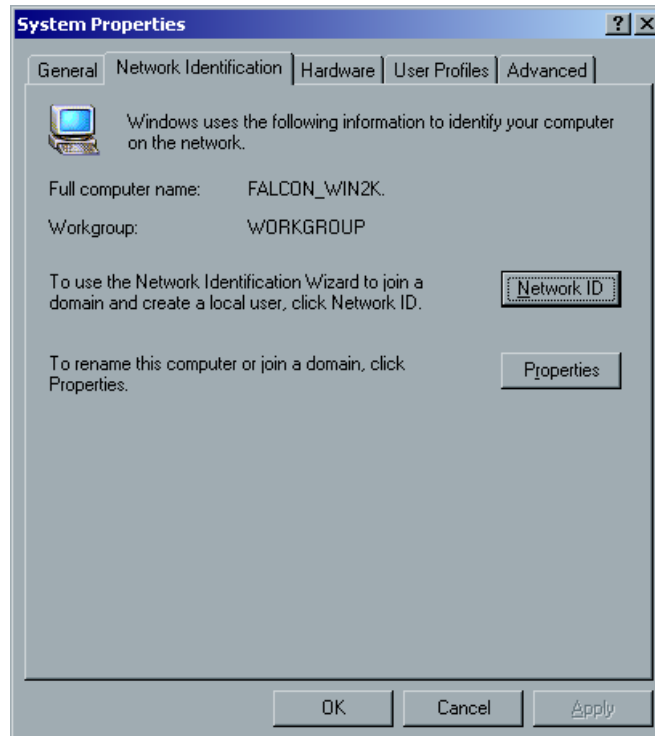 System Properties
General Network Identification Hardware User Profiles Advanced
Windows uses the following information to identify your computer
on the network.
Full computer name: FALCON_WIN2K.
Workgroup: WORKGROUP
To use the Network Identification Wizard to join a
domain and create a local user, click Network ID.
Network ID
To rename this computer or join a domain, click
Properties.
Properties
OK Cancel Apply